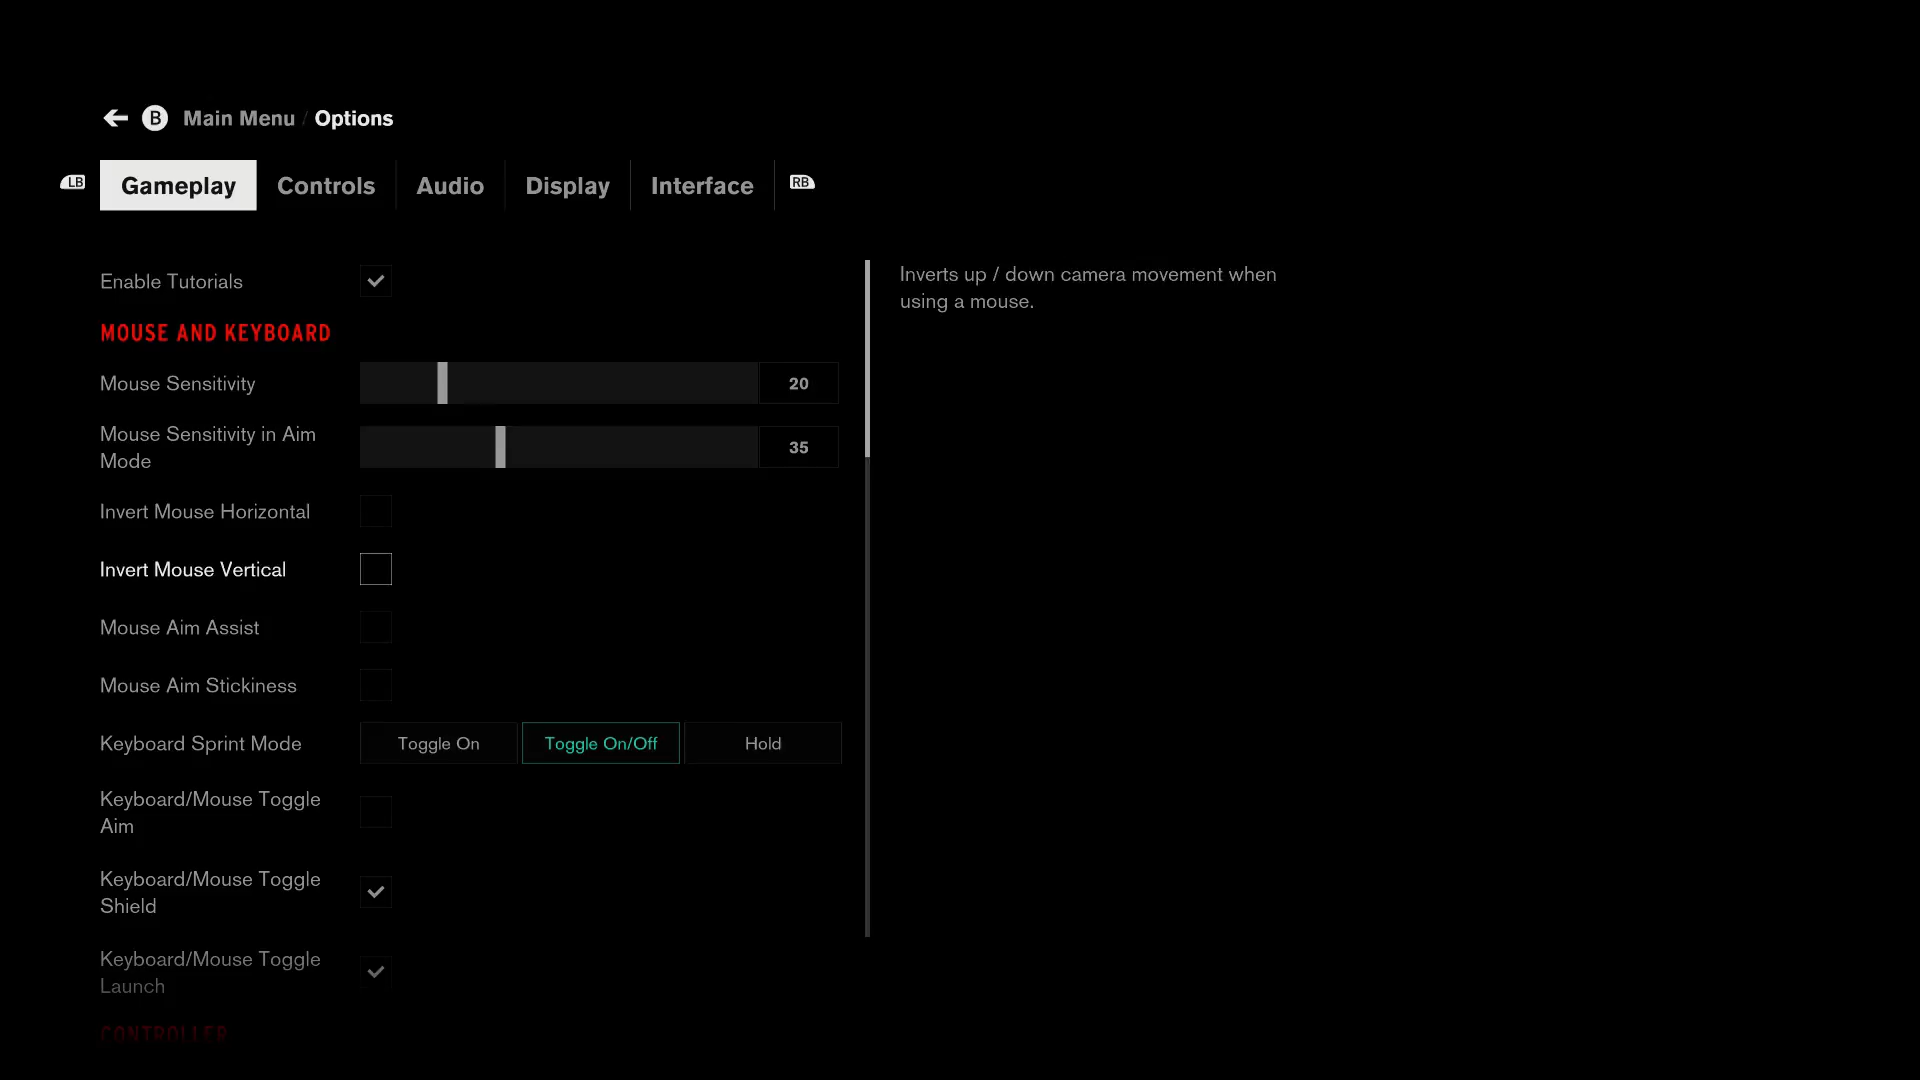 B Main Menu / Options
LB Gameplay Controls Audio Display Interface RB
Enable Tutorials
MOUSE AND KEYBOARD
Mouse Sensitivity 20
Mouse Sensitivity in Aim
Mode 35
Invert Mouse Horizontal
Invert Mouse Vertical
Mouse Aim Assist
Mouse Aim Stickiness
Keyboard Sprint Mode Toggle On Toggle On/Off Hold
Keyboard/Mouse Toggle
Aim
Keyboard/Mouse Toggle
Shield
Keyboard/Mouse Toggle
Launch
CONTROLLER
Inverts up / down camera movement when
using a mouse.